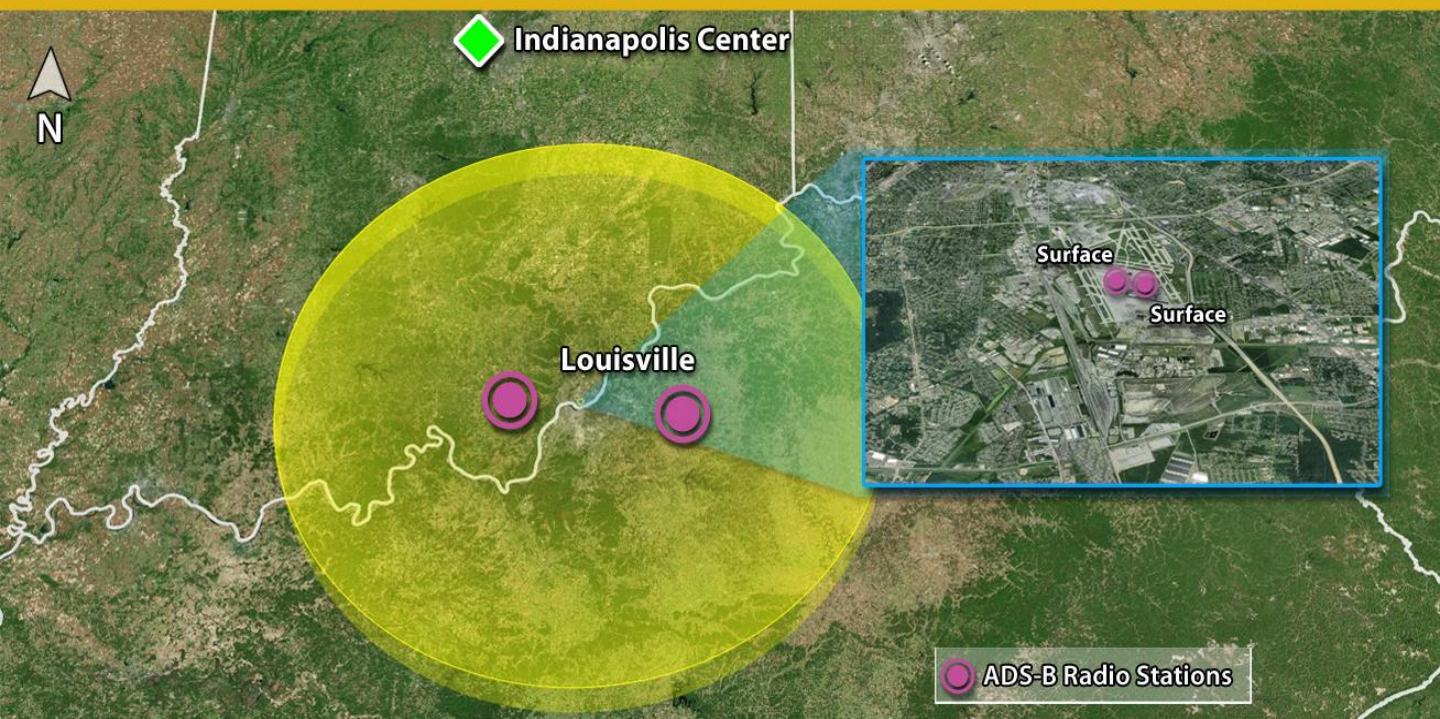 Indianapolis Center
N
Surface
Surface
Louisville
ADS-B Radio Stations